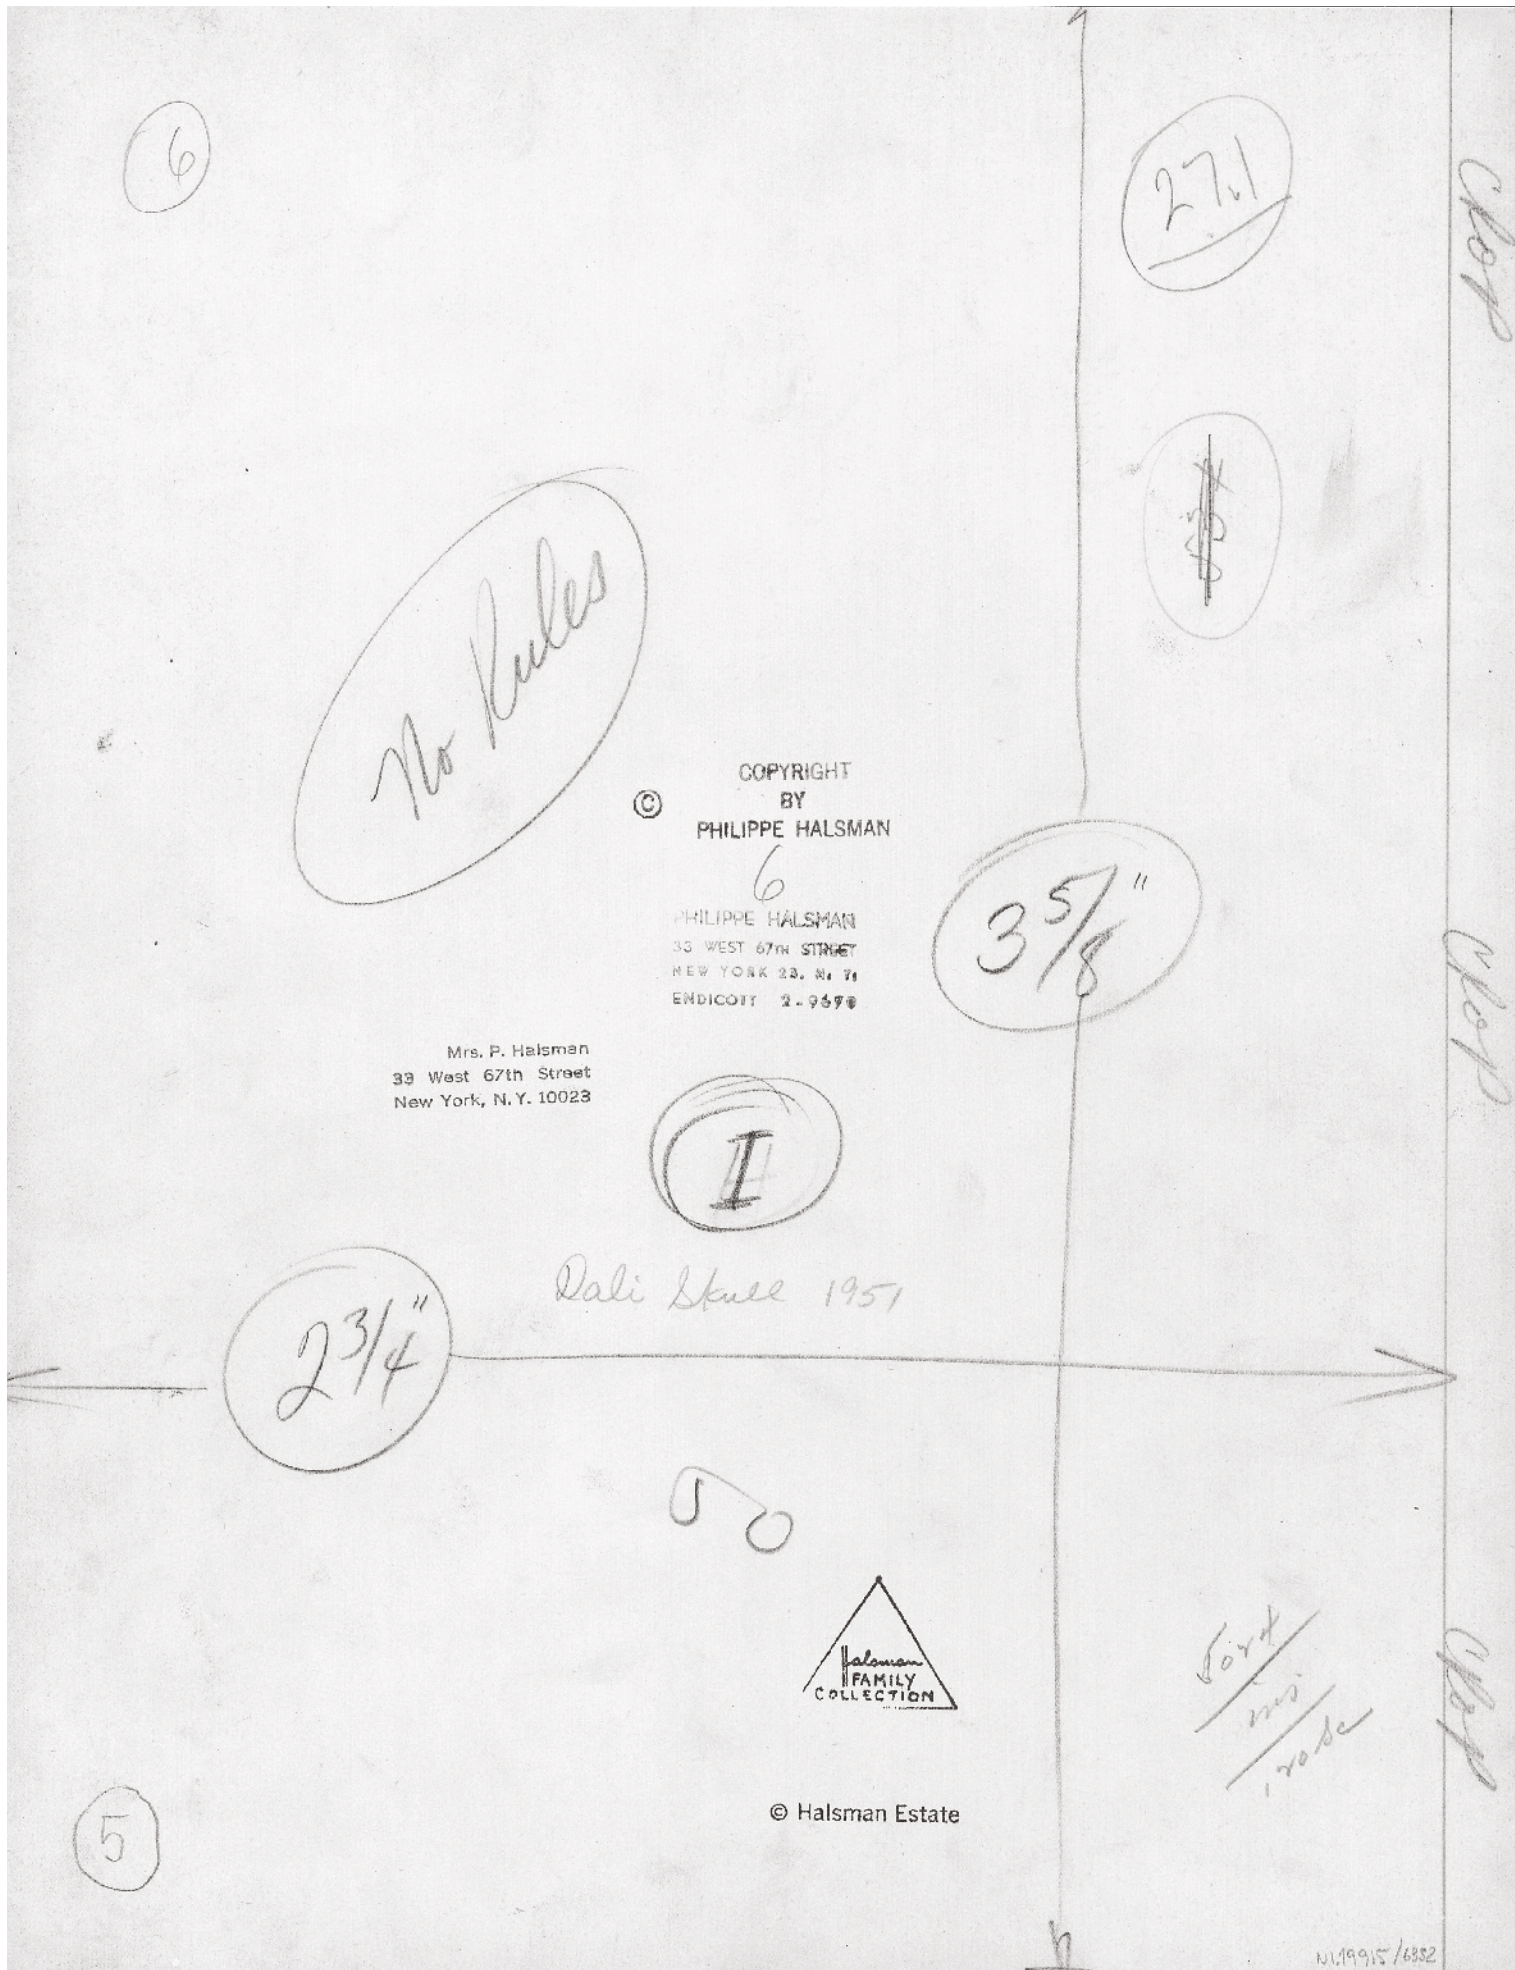 6
27.1
Crop
No Rules
COPYRIGHT
BY
© PHILIPPE HALSMAN
6
PHILIPPE HALSMAN
33 WEST 67TH STREET
NEW YORK 23, N. Y.
ENDICOTT
3 5/8"
Crop
Mrs. P. Halsman
33 West 67th Street
New York, N.Y. 10023
I
Dali Skull 1951
2 3/4"
50
Halsman
FAMILY
COLLECTION
Crop
© Halsman Estate
5